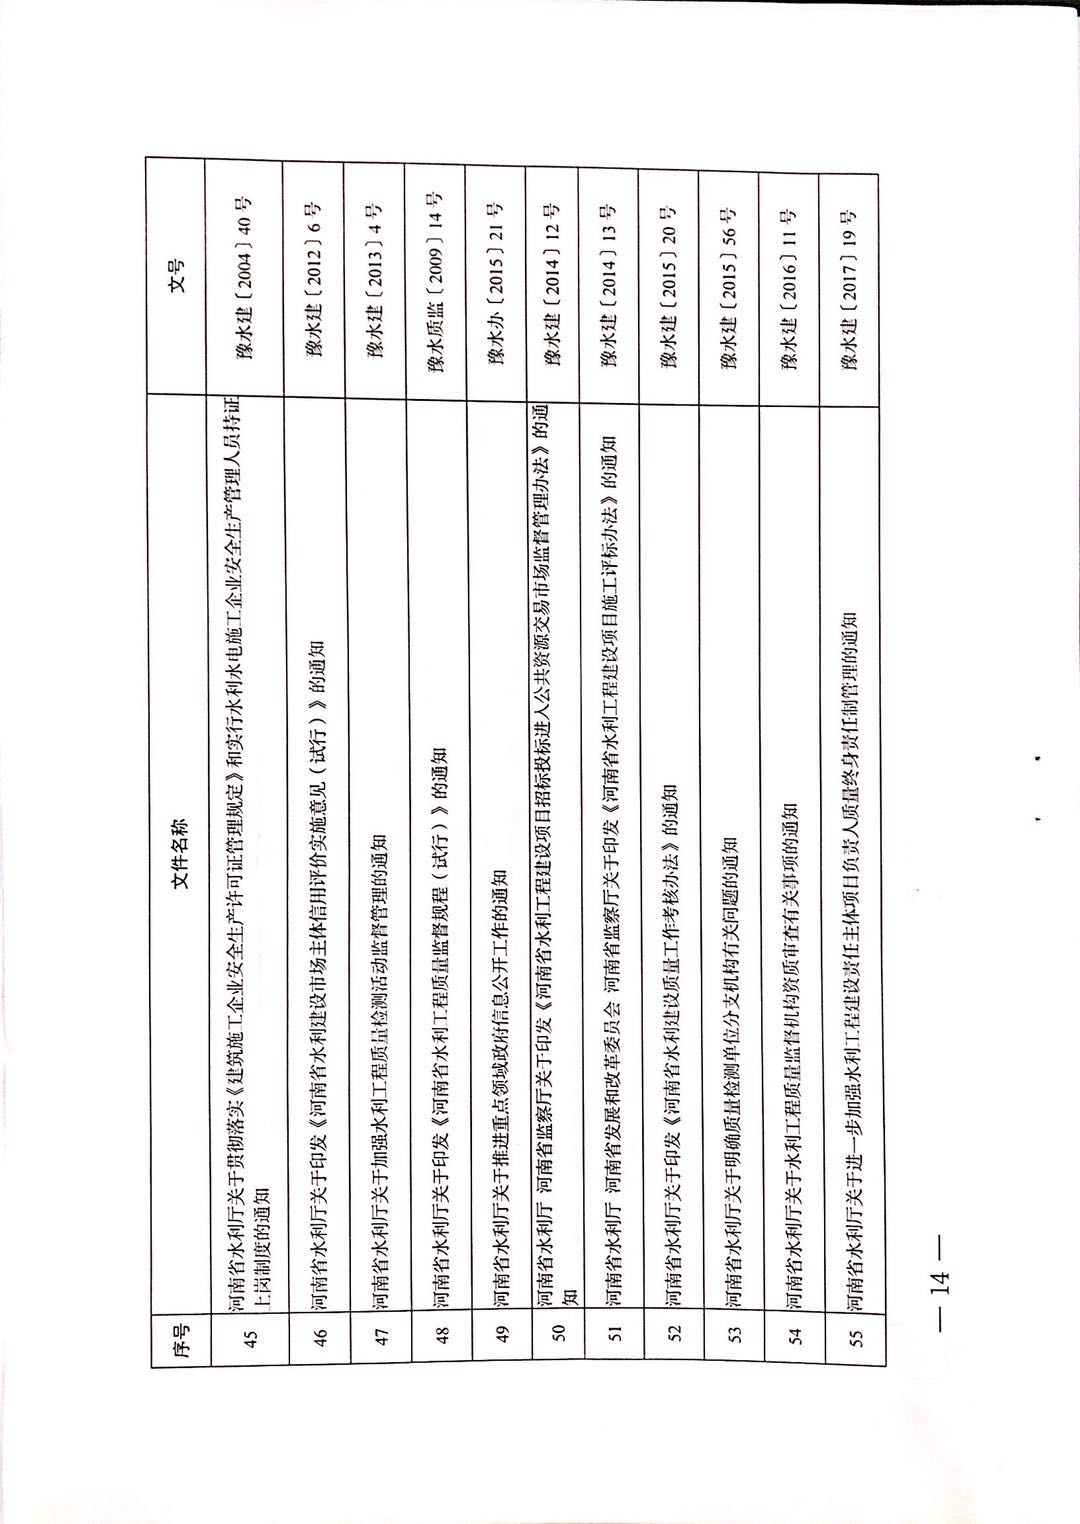 序号 文件名称 文号
45 河南省水利厅关于贯彻落实《建筑施工企业安全生产许可证管理规定》和实行水利水电施工企业安全生产管理人员持证 豫水建〔2004〕40号
上岗制度的通知
46 河南省水利厅关于印发《河南省水利建设市场主体信用评价实施意见（试行）》的通知 豫水建〔2012〕6号
47 河南省水利厅关于加强水利工程质量检测活动监督管理的通知 豫水建〔2013〕4号
48 河南省水利厅关于印发《河南省水利工程质量监督规程（试行）》的通知 豫水质监〔2009〕14号
49 河南省水利厅关于推进重点领域政府信息公开工作的通知 豫水办〔2015〕21号
50 河南省水利厅 河南省监察厅关于印发《河南省水利工程建设项目招标投标进入公共资源交易市场监督管理办法》的通 豫水建〔2014〕12号
知
51 河南省水利厅 河南省发展和改革委员会 河南省监察厅关于印发《河南省水利工程建设项目施工评标办法》的通知 豫水建〔2014〕13号
52 河南省水利厅关于印发《河南省水利建设质量工作考核办法》的通知 豫水建〔2015〕20号
53 河南省水利厅关于明确质量检测单位分支机构有关问题的通知 豫水建〔2015〕56号
54 河南省水利厅关于水利工程质量监督机构资质审查有关事项的通知 豫水建〔2016〕11号
55 河南省水利厅关于进一步加强水利工程建设责任主体项目负责人质量终身责任制管理的通知 豫水建〔2017〕19号
— 14 —